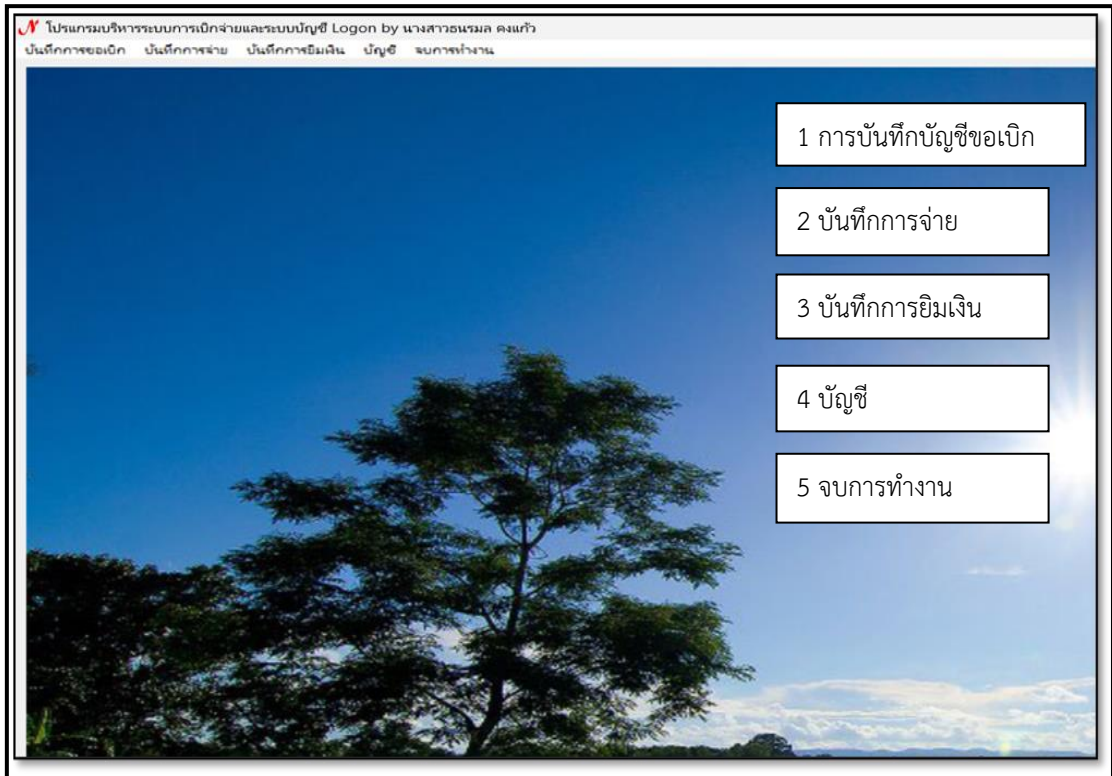 N โปรแกรมบริหารระบบการเบิกจ่ายและระบบบัญชี Logon by นางสาวธนรมล คงแก้ว
บันทึกการขอเบิก บันทึกการจ่าย บันทึกการยืมเงิน บัญชี จบการทำงาน
1 การบันทึกบัญชีขอเบิก
2 บันทึกการจ่าย
3 บันทึกการยิมเงิน
4 บัญชี
5 จบการทำงาน